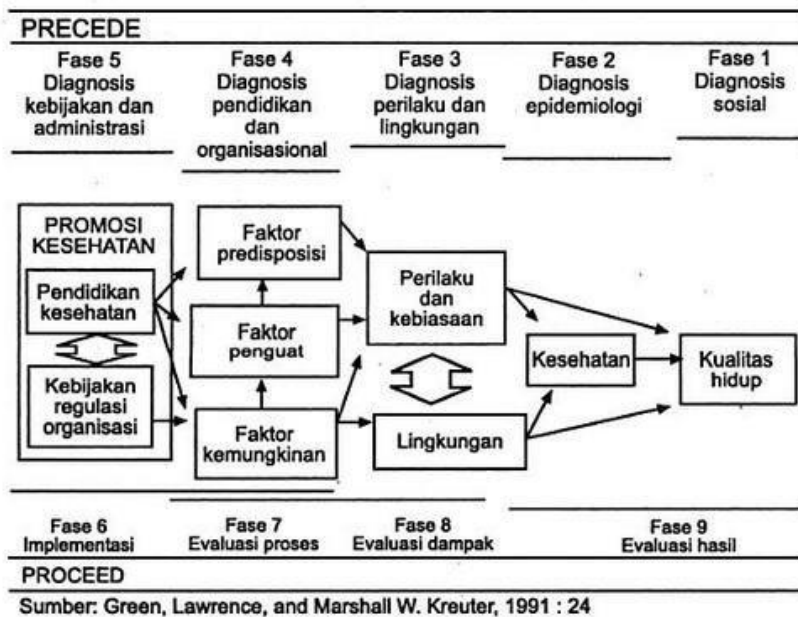 PRECEDE
Fase 5
Diagnosis
kebijakan dan
administrasi
Fase 4
Diagnosis
pendidikan
dan
organisasional
Fase 3
Diagnosis
perilaku dan
lingkungan
Fase 2
Diagnosis
epidemiologi
Fase 1
Diagnosis
sosial
PROMOSI
KESEHATAN
Pendidikan
kesehatan
Kebijakan
regulasi
organisasi
Faktor
predisposisi
Faktor
penguat
Faktor
kemungkinan
Perilaku
dan
kebiasaan
Lingkungan
Kesehatan
Kualitas
hidup
Fase 6
Implementasi
Fase 7
Evaluasi proses
Fase 8
Evaluasi dampak
Fase 9
Evaluasi hasil
PROCEED
Sumber: Green, Lawrence, and Marshall W. Kreuter, 1991 : 24